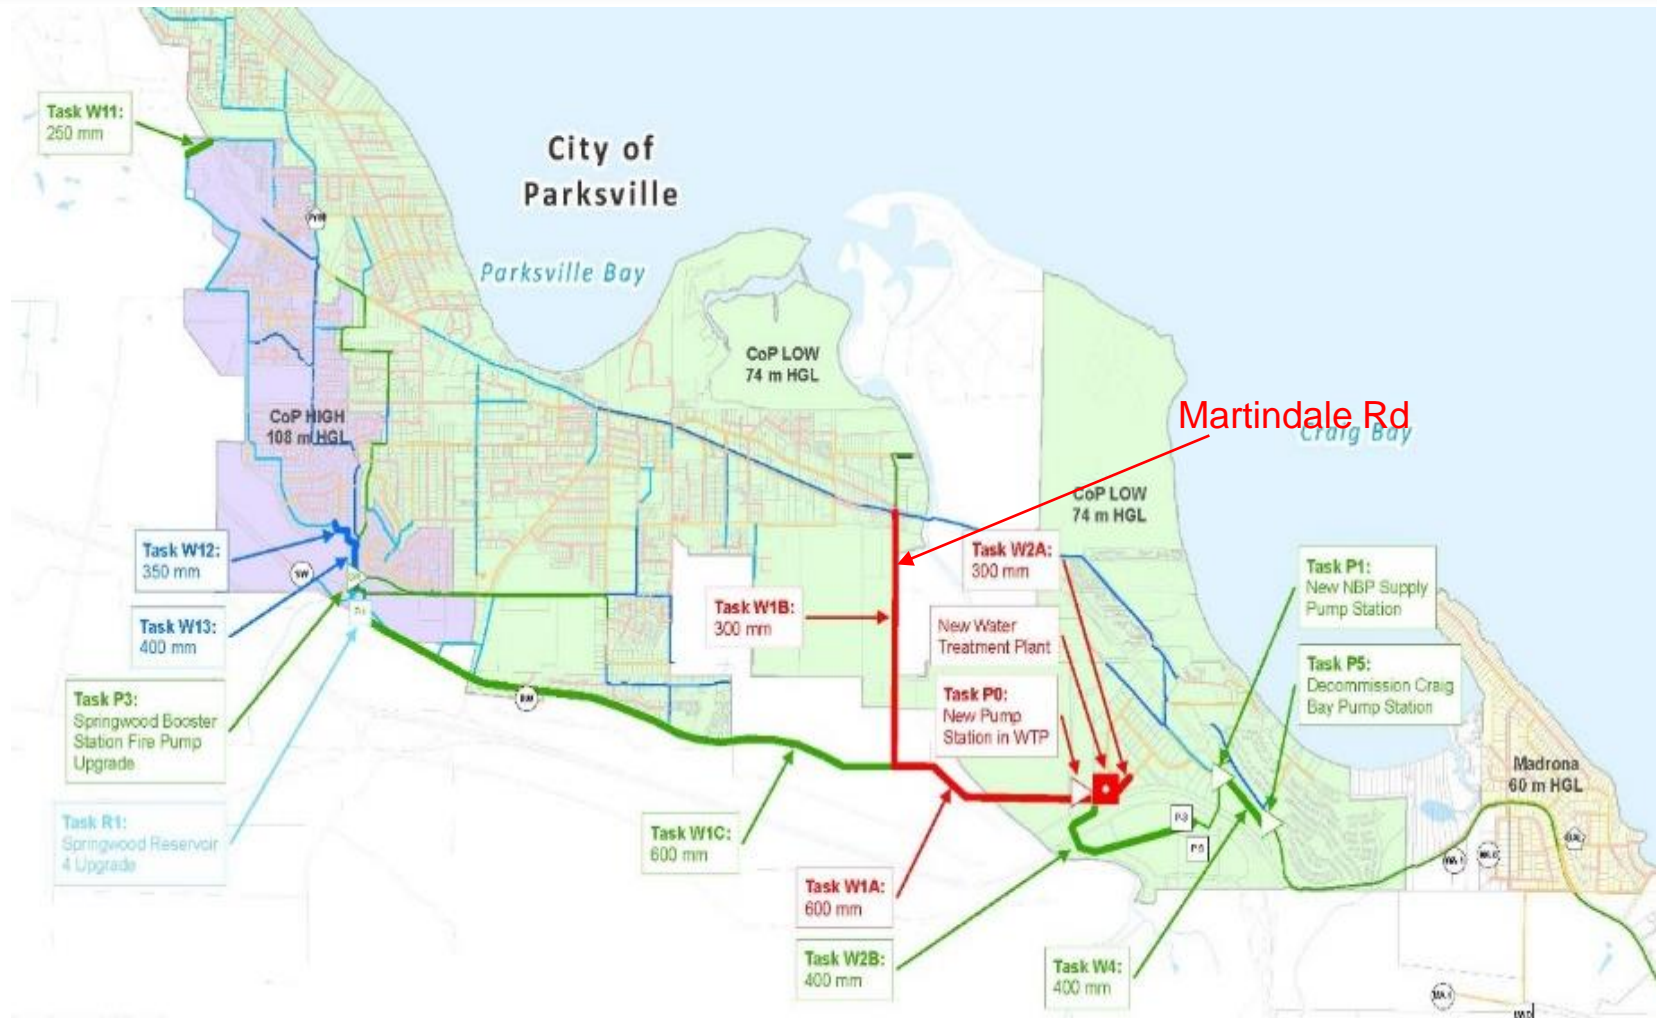 Task W11:
250 mm
City of
Parksville
Parksville Bay
CoP LOW
74 m HGL
Martindale Rd
Craig Bay
CoP HIGH
108 m HGL
CoP LOW
74 m HGL
Task W12:
350 mm
SW
Task W2A:
300 mm
Task P1:
New NBP Supply
Pump Station
Task W1B:
300 mm
Task W13:
400 mm
New Water
Treatment Plant
Task P5:
Decommission Craig
Bay Pump Station
Task P3:
Springwood Booster
Station Fire Pump
Upgrade
Task P0:
New Pump
Station in WTP
Madrona
60 m HGL
Task R1:
Springwood Reservoir
4 Upgrade
Task W1C:
600 mm
Task W1A:
600 mm
Task W2B:
400 mm
Task W4:
400 mm